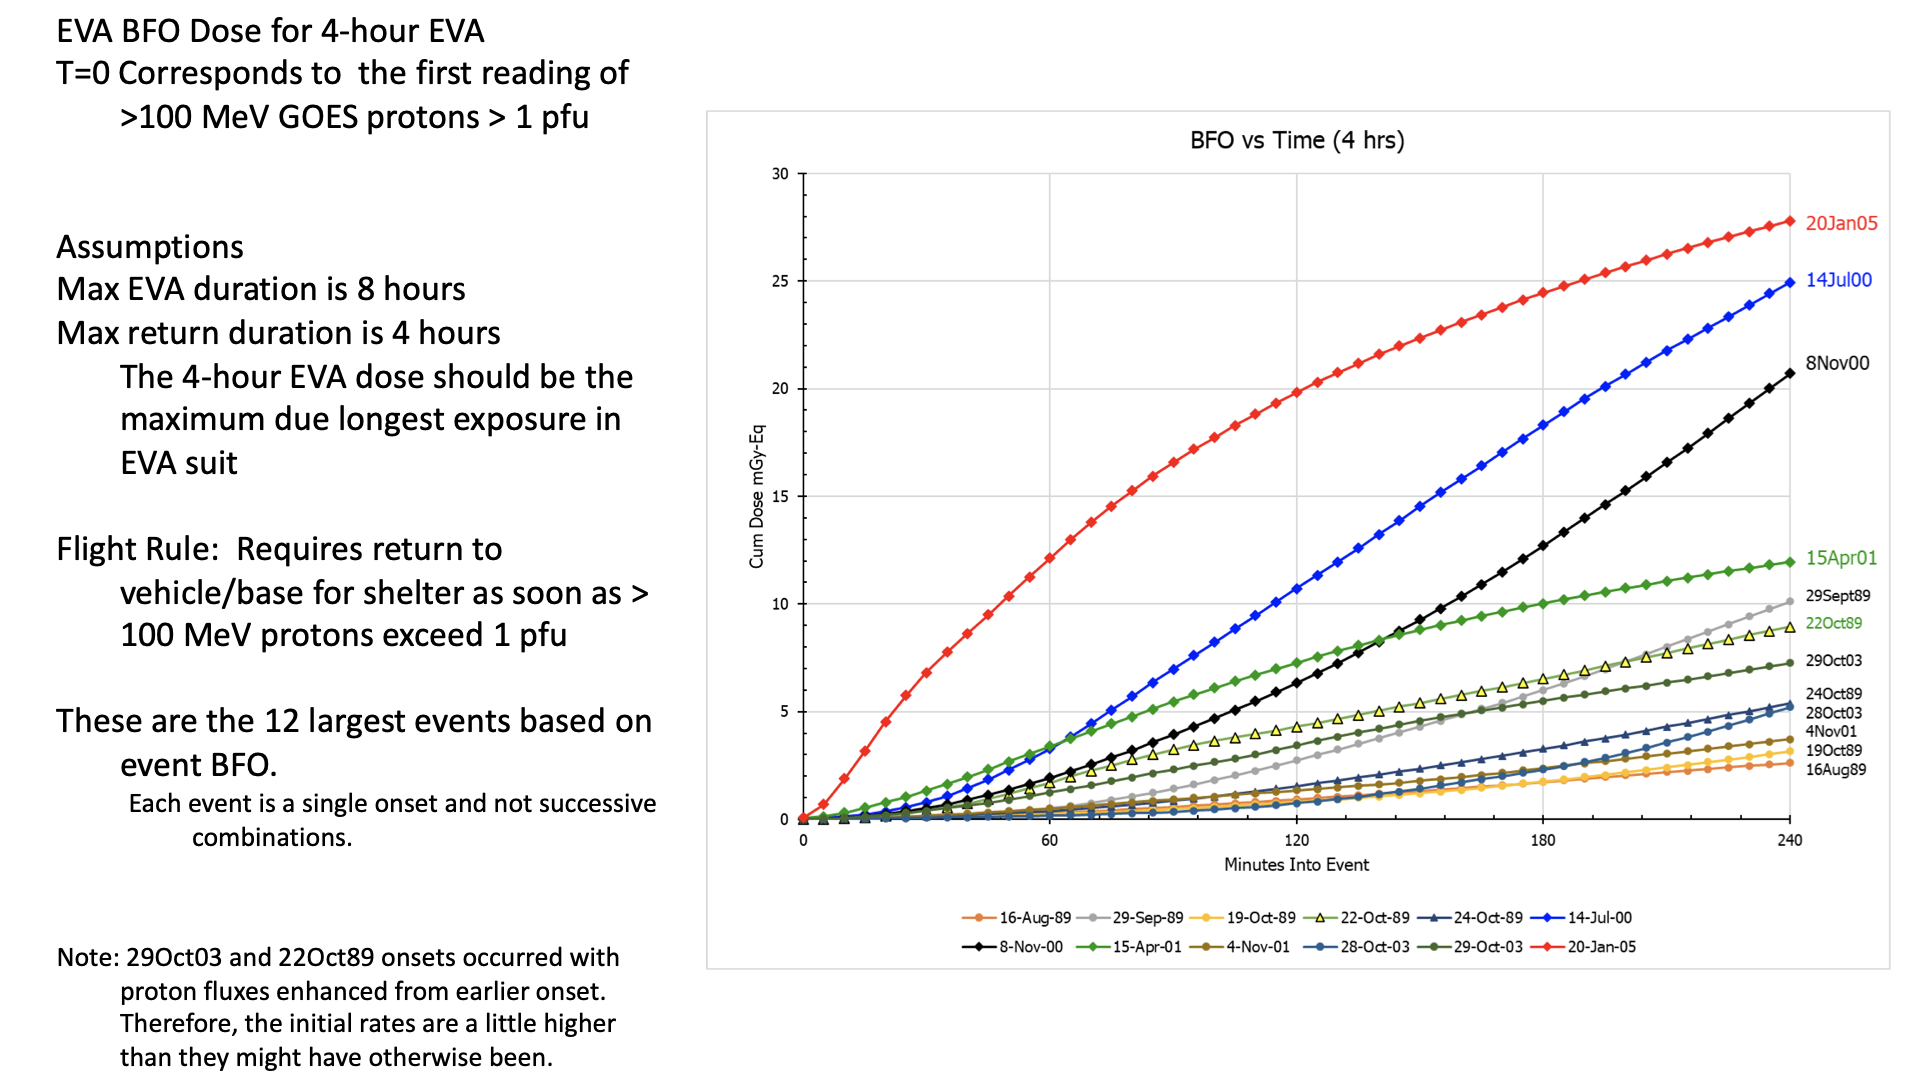 EVA BFO Dose for 4-hour EVA
T=0 Corresponds to  the first reading of
>100 MeV GOES protons > 1 pfu
Assumptions
Max EVA duration is 8 hours
Max return duration is 4 hours
The 4-hour EVA dose should be the
maximum due longest exposure in
EVA suit
Flight Rule:  Requires return to
vehicle/base for shelter as soon as >
100 MeV protons exceed 1 pfu
These are the 12 largest events based on
event BFO.
Each event is a single onset and not successive
combinations.
Note: 29Oct03 and 22Oct89 onsets occurred with
proton fluxes enhanced from earlier onset.
Therefore, the initial rates are a little higher
than they might have otherwise been.
BFO vs Time (4 hrs)
Cum Dose mGy-Eq
30
25
20
15
10
5
0
20Jan05
14Jul00
8Nov00
15Apr01
29Sept89
22Oct89
29Oct03
24Oct89
28Oct03
4Nov01
19Oct89
16Aug89
0 60 120 180 240
Minutes Into Event
16-Aug-89 29-Sep-89 19-Oct-89 22-Oct-89 24-Oct-89 14-Jul-00
8-Nov-00 15-Apr-01 4-Nov-01 28-Oct-03 29-Oct-03 20-Jan-05